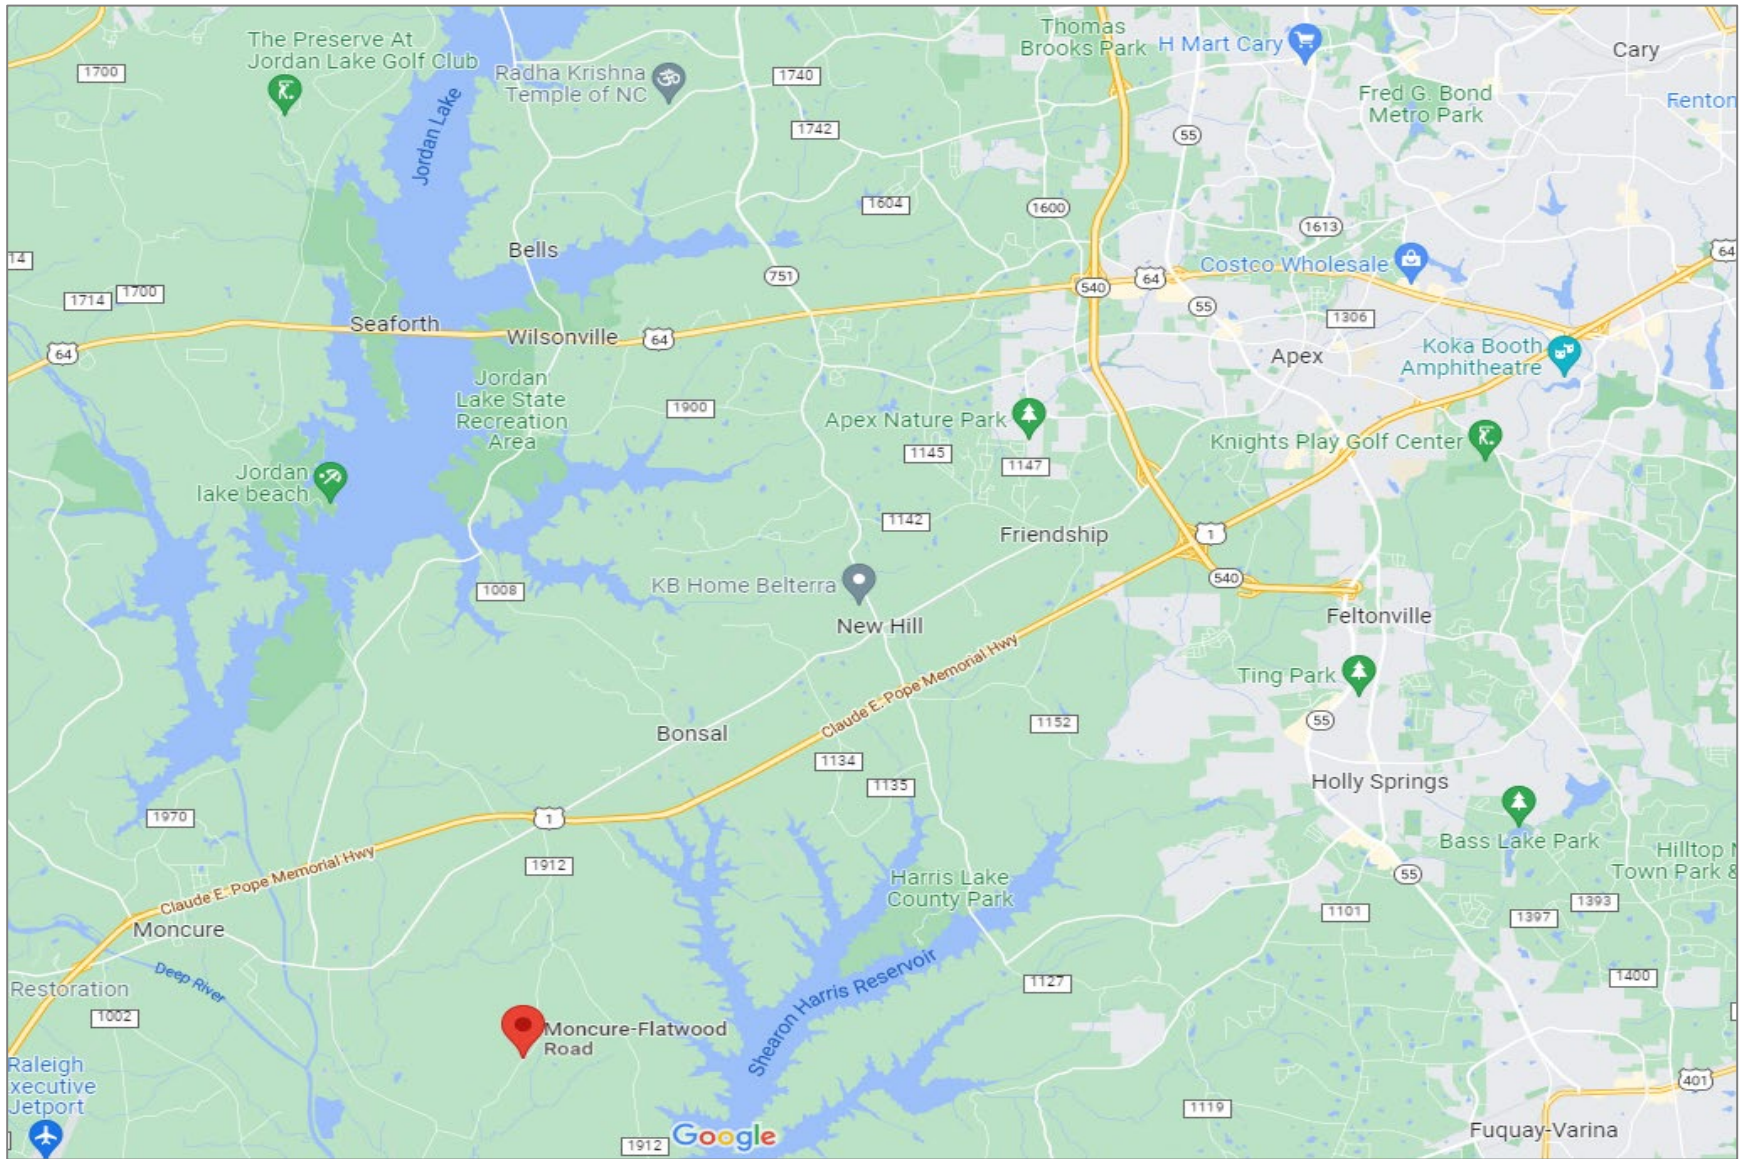 The Preserve At
Jordan Lake Golf Club
1700
Jordan Lake
Radha Krishna
Temple of NC
1740
1742
Thomas
Brooks Park
H Mart Cary
Cary
Fred G. Bond
Metro Park
Fenton
55
1604
1600
1613
Bells
14
751
1714
1700
Costco Wholesale
64
540
64
55
1306
Seaforth
Wilsonville
64
64
Apex
Koka Booth
Amphitheatre
Jordan
Lake State
Recreation
Area
1900
Apex Nature Park
1145
1147
Knights Play Golf Center
Jordan
lake beach
1142
Friendship
1
1008
KB Home Belterra
540
New Hill
Feltonville
Claude E. Pope Memorial Hwy
Ting Park
Bonsal
1152
55
1134
1135
Holly Springs
1970
1
1912
Claude E. Pope Memorial Hwy
Bass Lake Park
Hilltop N
Town Park &
Harris Lake
County Park
55
1101
1397
1393
Moncure
Deep River
Restoration
1002
Shearon Harris Reservoir
1127
1400
Moncure-Flatwood
Road
Raleigh
xecutive
Jetport
401
1119
1912
Google
Fuquay-Varina